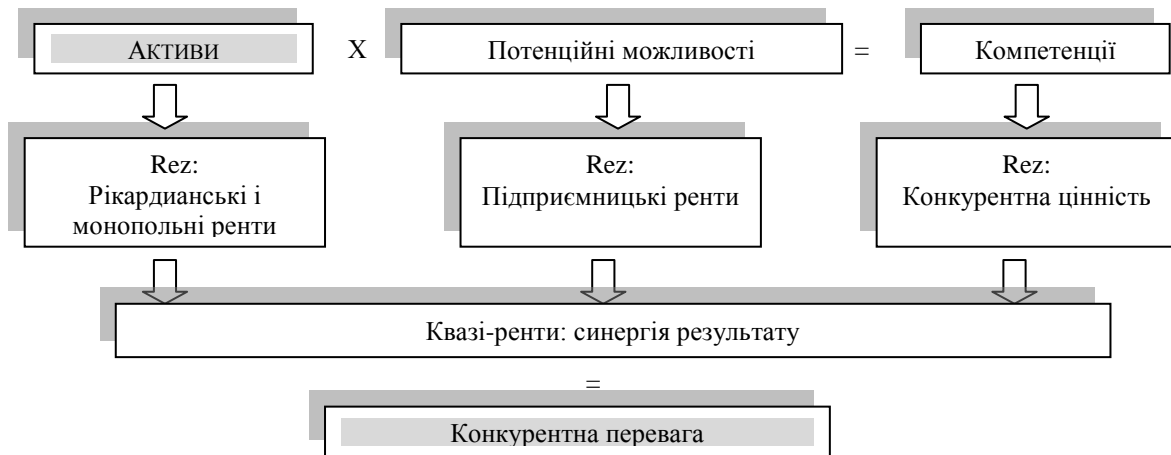 Активи X Потенційні можливості = Компетенції
Rez:
Рікардианські і
монопольні ренти
Rez:
Підприємницькі ренти
Rez:
Конкурентна цінність
Квазі-ренти: синергія результату
=
Конкурентна перевага